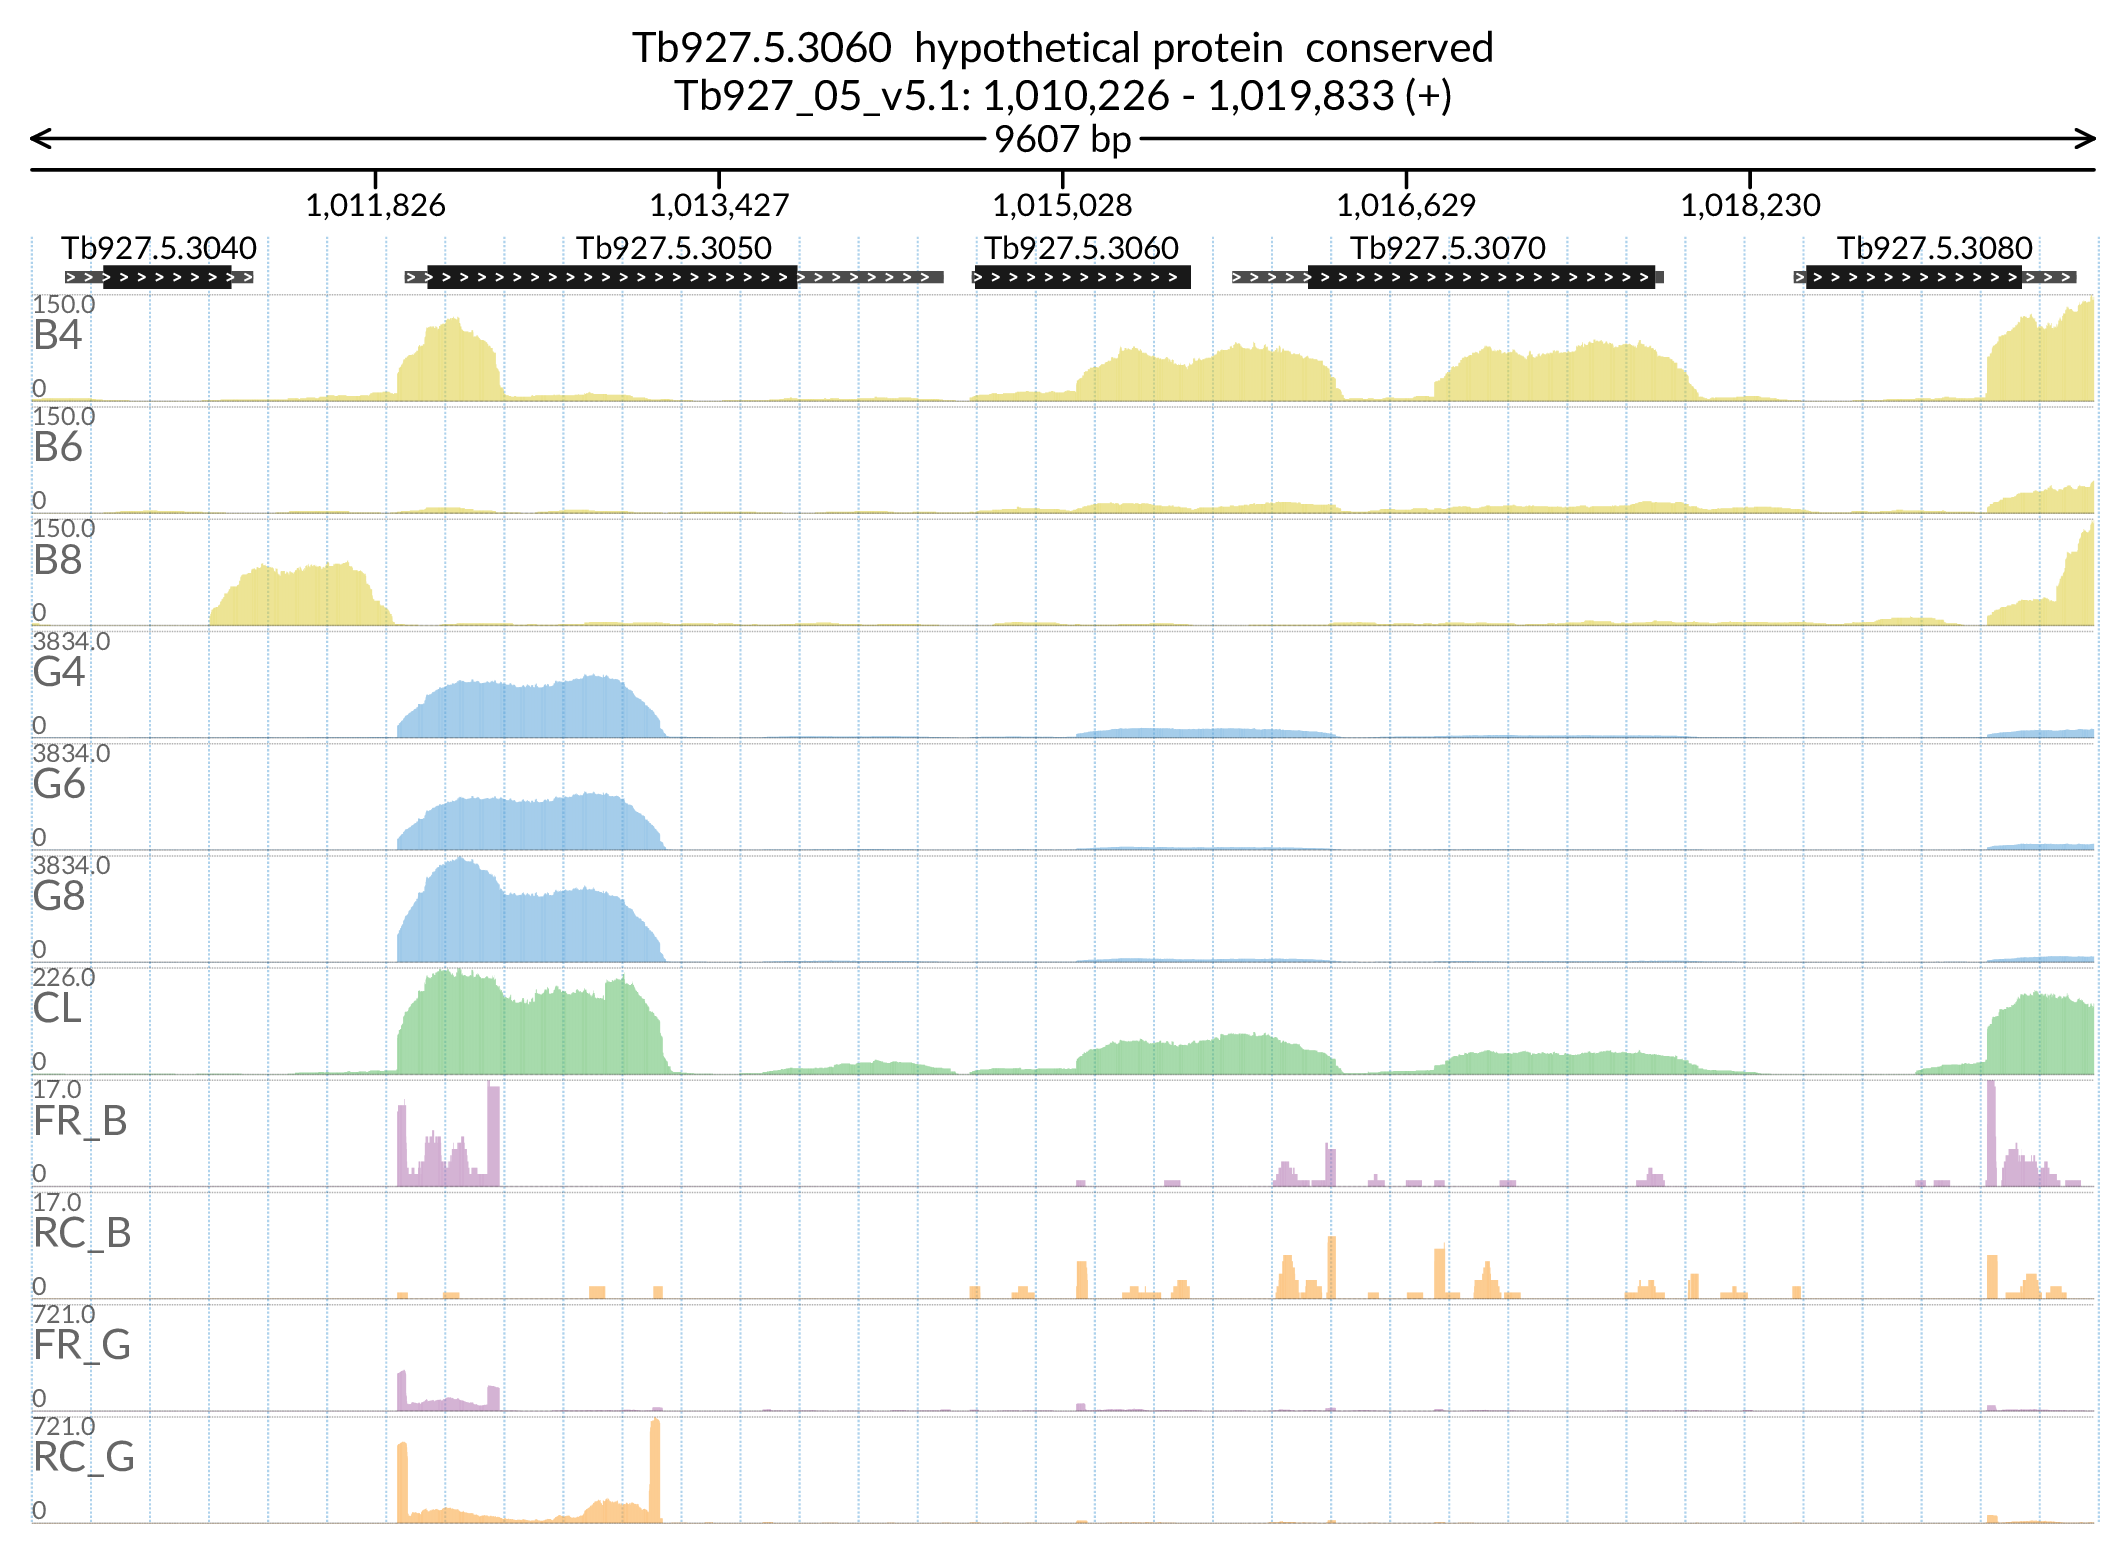 Tb927.5.3060  hypothetical protein  conserved
Tb927_05_v5.1: 1,010,226 - 1,019,833 (+)
9607 bp
1,011,826 1,013,427 1,015,028 1,016,629 1,018,230
Tb927.5.3040 Tb927.5.3050 Tb927.5.3060 Tb927.5.3070 Tb927.5.3080
150.0
B4
0
150.0
B6
0
150.0
B8
0
3834.0
G4
0
3834.0
G6
0
3834.0
G8
0
226.0
CL
0
17.0
FR_B
0
17.0
RC_B
0
721.0
FR_G
0
721.0
RC_G
0